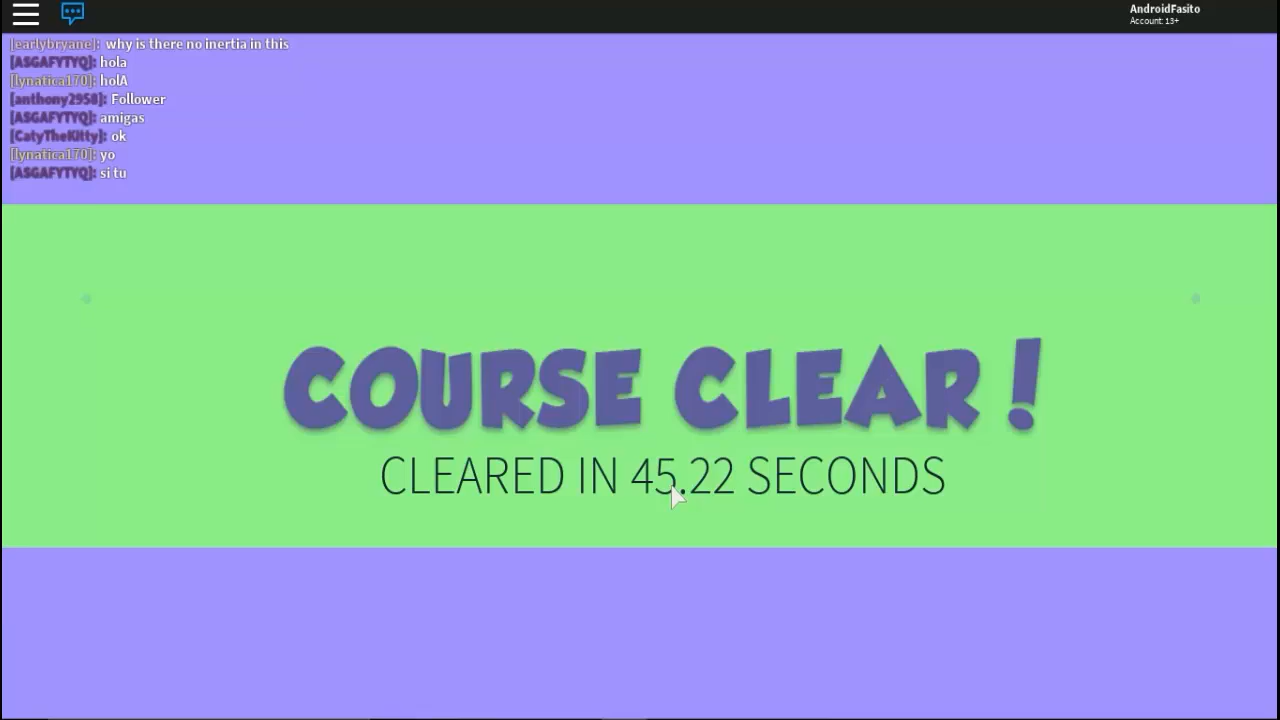 AndroidFasito
Account: 13+
[earlybryane]: why is there no inertia in this
[ASGAFYTYQ]: hola
[lynatica170]: holA
[anthony2958]: Follower
[ASGAFYTYQ]: amigas
[CatyTheKitty]: ok
[lynatica170]: yo
[ASGAFYTYQ]: si tu
COURSE CLEAR!
CLEARED IN 45.22 SECONDS